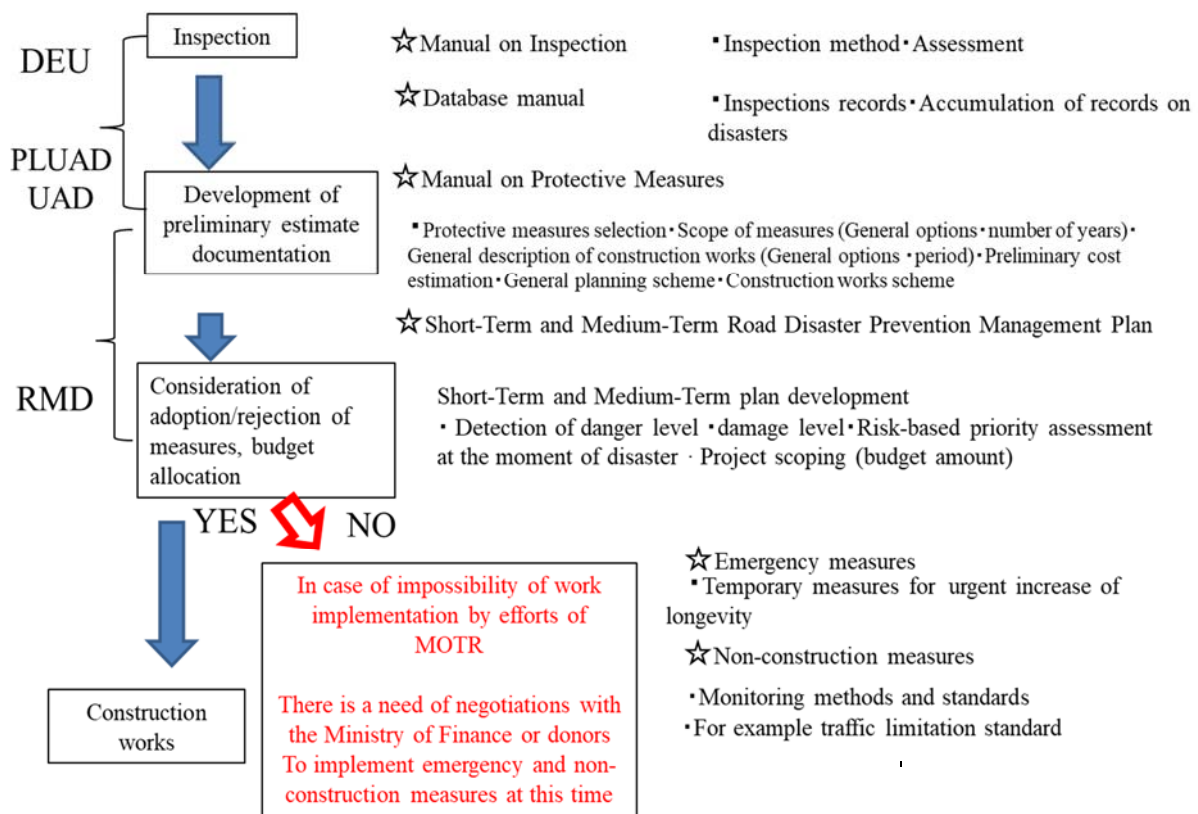 Inspection
DEU
☆Manual on Inspection
▪Inspection method・Assessment
☆Database manual
▪Inspections records・Accumulation of records on
disasters
PLUAD
UAD
☆Manual on Protective Measures
Development of
preliminary estimate
documentation
▪Protective measures selection・Scope of measures (General options・number of years)・
General description of construction works (General options ・period)・Preliminary cost
estimation・General planning scheme・Construction works scheme
☆Short-Term and Medium-Term Road Disaster Prevention Management Plan
RMD
Consideration of
adoption/rejection of
measures, budget
allocation
Short-Term and Medium-Term plan development
・Detection of danger level ・damage level・Risk-based priority assessment
at the moment of disaster · Project scoping (budget amount)
YES
NO
In case of impossibility of work
implementation by efforts of
MOTR
There is a need of negotiations with
the Ministry of Finance or donors
To implement emergency and non-
construction measures at this time
☆Emergency measures
▪Temporary measures for urgent increase of
longevity
☆Non-construction measures
・Monitoring methods and standards
・For example traffic limitation standard
Construction
works